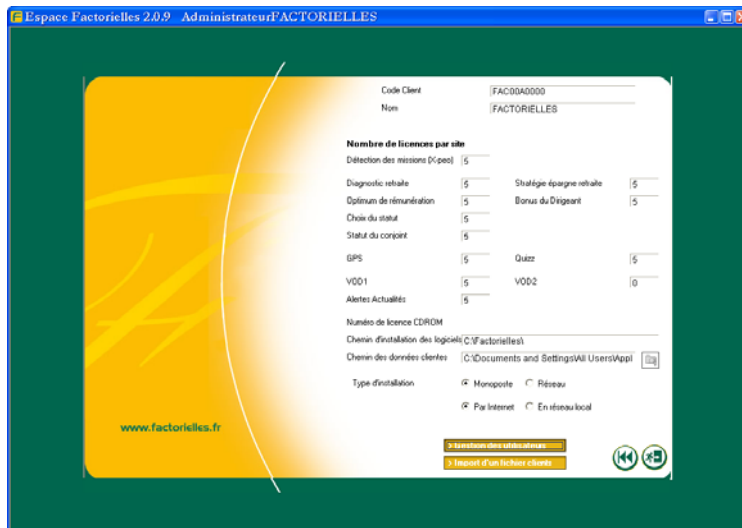 Espace Factorielles 2.0.9 AdministrateurFACTORIELLES
Code Client FAC00A0000
Nom FACTORIELLES
Nombre de licences par site
Détection des missions (X-peo) 5
Diagnostic retraite 5 Stratégie épargne retraite 5
Optimum de rémunération 5 Bonus du Dirigeant 5
Choix du statut 5
Statut du conjoint 5
GPS 5 Quizz 5
VOD1 5 VOD2 0
Alertes Actualités 5
Numéro de licence CDROM
Chemin d'installation des logiciels C:\Factorielles\
Chemin des données clientes C:\Documents and Settings\All Users\Appl
Type d'installation Monoposte Réseau
Par Internet En réseau local
www.factorielles.fr
> Gestion des utilisateurs
> Import d'un fichier clients